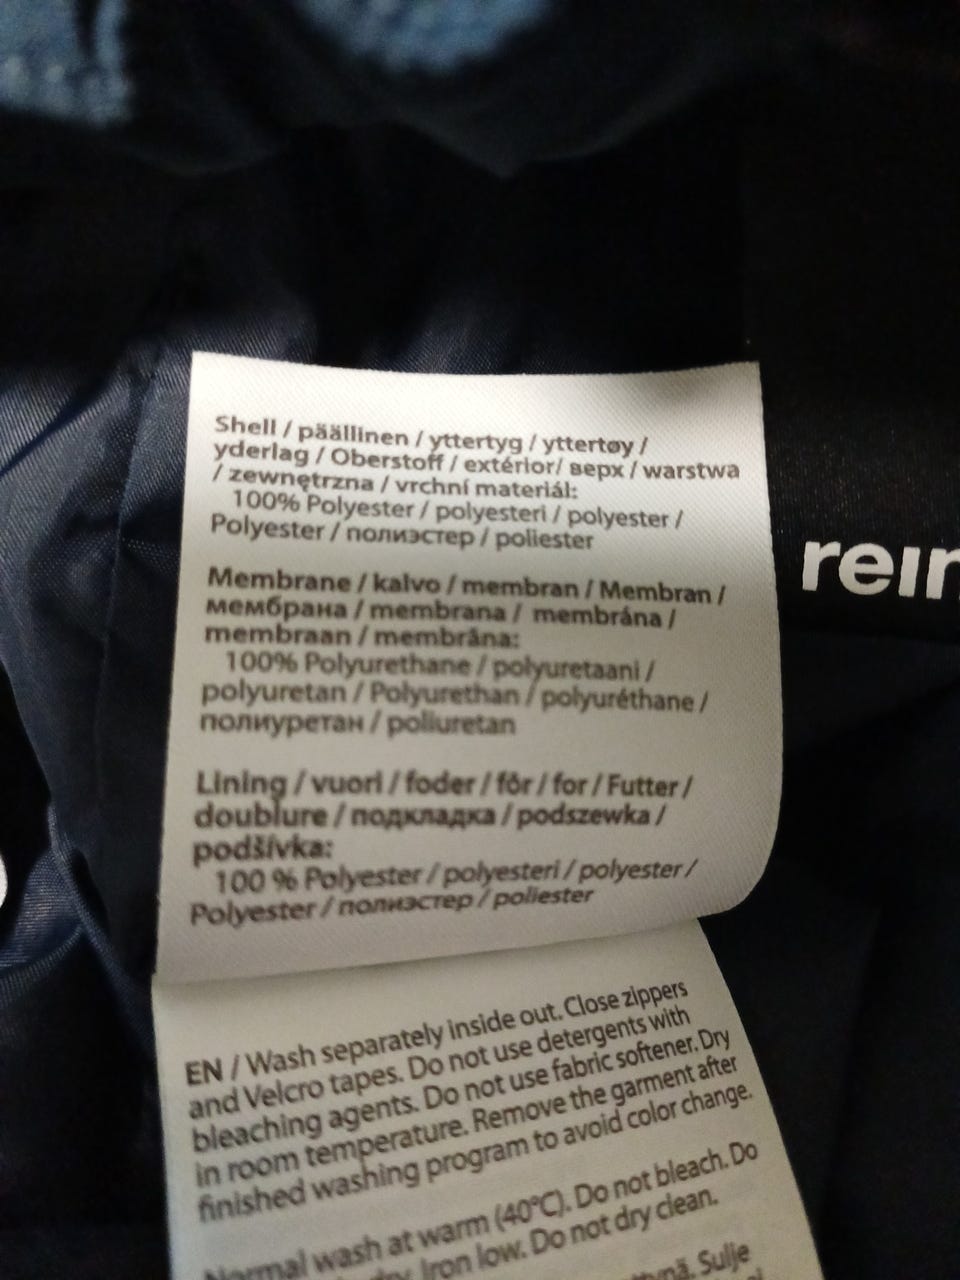 Shell / päällinen / yttertyg / yttertøy /
yderlag / Oberstoff / extérior/ верх / warstwa
/ zewnętrzna / vrchní materiál:
100% Polyester / polyesteri / polyester /
Polyester / полиэстер / poliester
Membrane / kalvo / membran / Membran /
мембрана / membrana / membrána /
membraan / membrāna:
100% Polyurethane / polyuretaani /
polyuretan / Polyurethan / polyuréthane /
полиуретан / poliuretan
Lining / vuori / foder / fôr / for / Futter /
doublure / подкладка / podszewka /
podšívka:
100 % Polyester / polyesteri / polyester /
Polyester / полиэстер / poliester
rein
EN / Wash separately inside out. Close zippers
and Velcro tapes. Do not use detergents with
bleaching agents. Do not use fabric softener. Dry
in room temperature. Remove the garment after
finished washing program to avoid color change.
Normal wash at warm (40°C). Do not bleach. Do
dry. Iron low. Do not dry clean.
Sulje